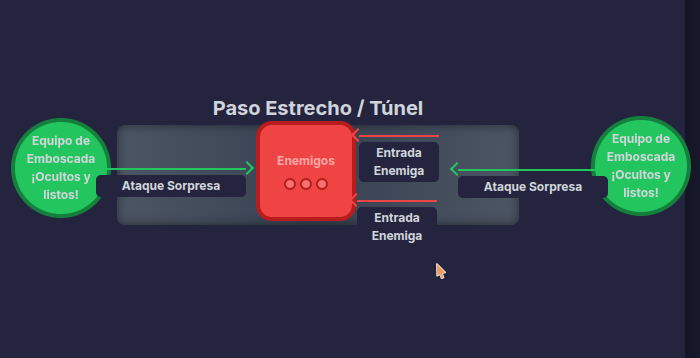 Paso Estrecho / Túnel
Equipo de
Emboscada
¡Ocultos y
listos!
Ataque Sorpresa
Enemigos
Entrada
Enemiga
Entrada
Enemiga
Ataque Sorpresa
Equipo de
Emboscada
¡Ocultos y
listos!